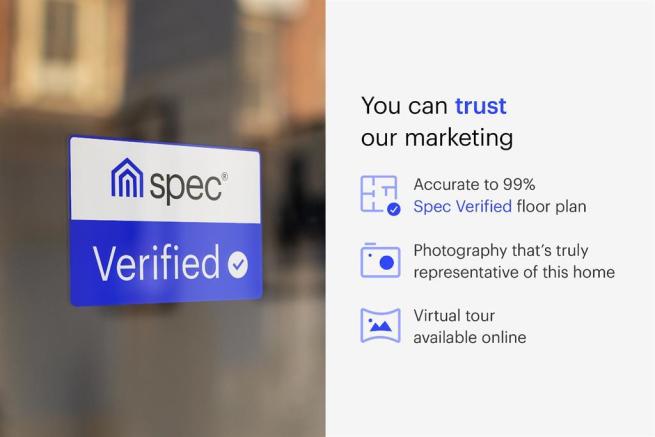 spec®
Verified
You can trust
our marketing
Accurate to 99%
Spec Verified floor plan
Photography that's truly
representative of this home
Virtual tour
available online